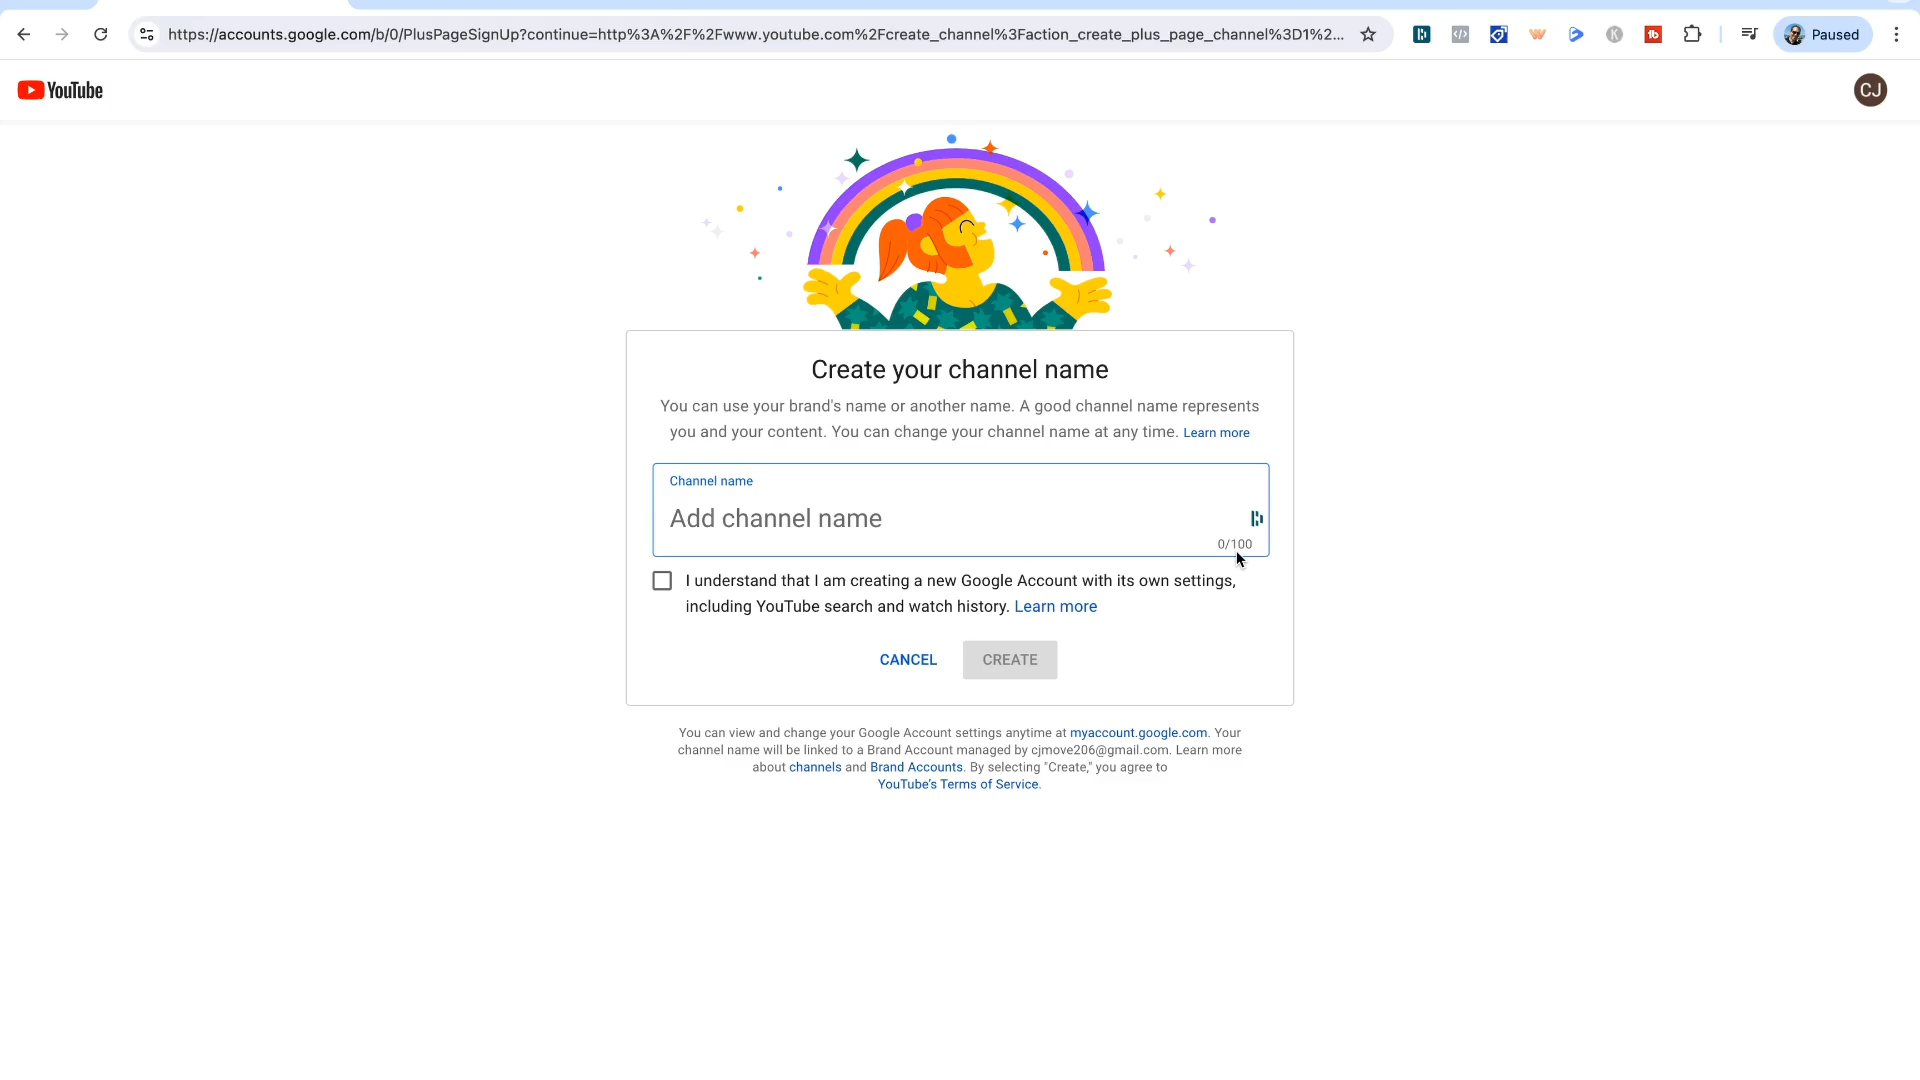 https://accounts.google.com/b/0/PlusPageSignUp?continue=http%3A%2F%2Fwww.youtube.com%2Fcreate_channel%3Faction_create_plus_page_channel%3D1%2...
Paused
YouTube
CJ
Create your channel name
You can use your brand's name or another name. A good channel name represents
you and your content. You can change your channel name at any time. Learn more
Channel name
Add channel name
0/100
I understand that I am creating a new Google Account with its own settings,
including YouTube search and watch history. Learn more
CANCEL
CREATE
You can view and change your Google Account settings anytime at myaccount.google.com. Your
channel name will be linked to a Brand Account managed by cjmove206@gmail.com. Learn more
about channels and Brand Accounts. By selecting "Create," you agree to
YouTube's Terms of Service.